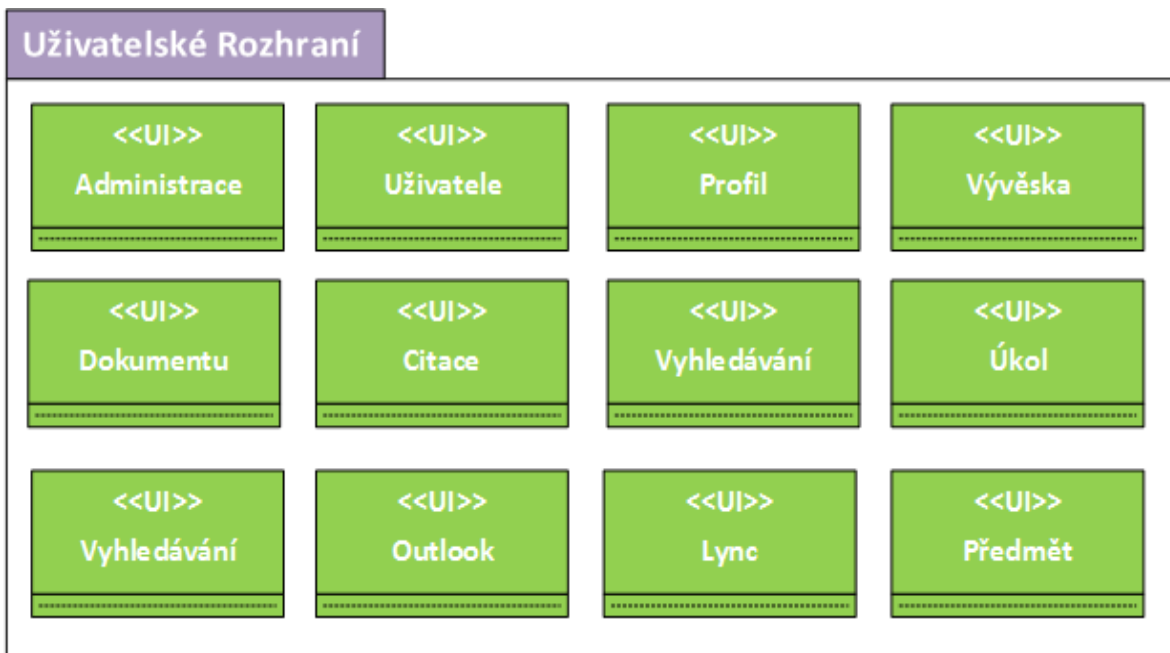 Uživatelské Rozhraní
<<UI>>
Administrace
<<UI>>
Uživatele
<<UI>>
Profil
<<UI>>
Vývěska
<<UI>>
Dokumentu
<<UI>>
Citace
<<UI>>
Vyhledávání
<<UI>>
Úkol
<<UI>>
Vyhledávání
<<UI>>
Outlook
<<UI>>
Lync
<<UI>>
Předmět